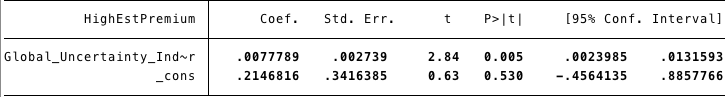 HighEstPremium Coef. Std. Err. t P>|t| [95% Conf. Interval]
Global_Uncertainty_Ind~r .0077789 .002739 2.84 0.005 .0023985 .0131593
_cons .2146816 .3416385 0.63 0.530 -.4564135 .8857766